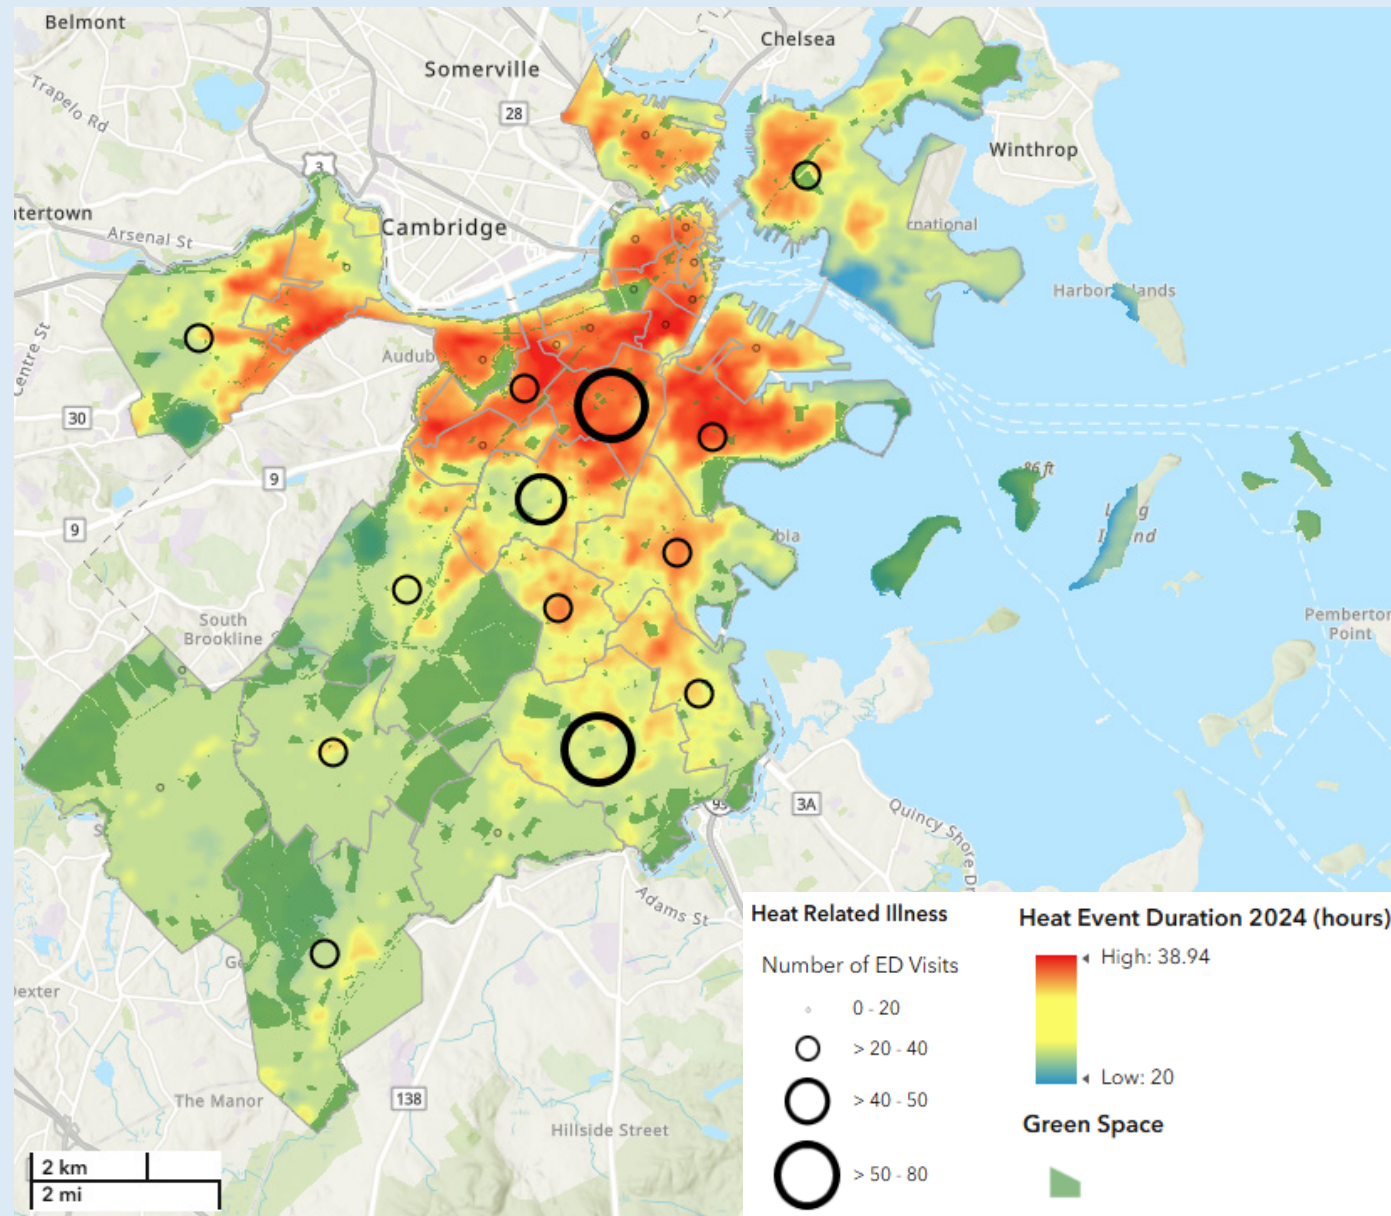 Belmont
Chelsea
Somerville
Trapelo Rd
28
Winthrop
3
tertown
Cambridge
Arsenal St
rnational
Harbor
lands
Centre St
Audub
30
9
86 ft
9
bia
South
Brookline
Pemberton
Point
3A
Quincy Shore Dr
Adams St
138
The Manor
Hillside Street
2 km
2 mi
Heat Related Illness
Number of ED Visits
0 - 20
> 20 - 40
> 40 - 50
> 50 - 80
Heat Event Duration 2024 (hours)
High: 38.94
Low: 20
Green Space